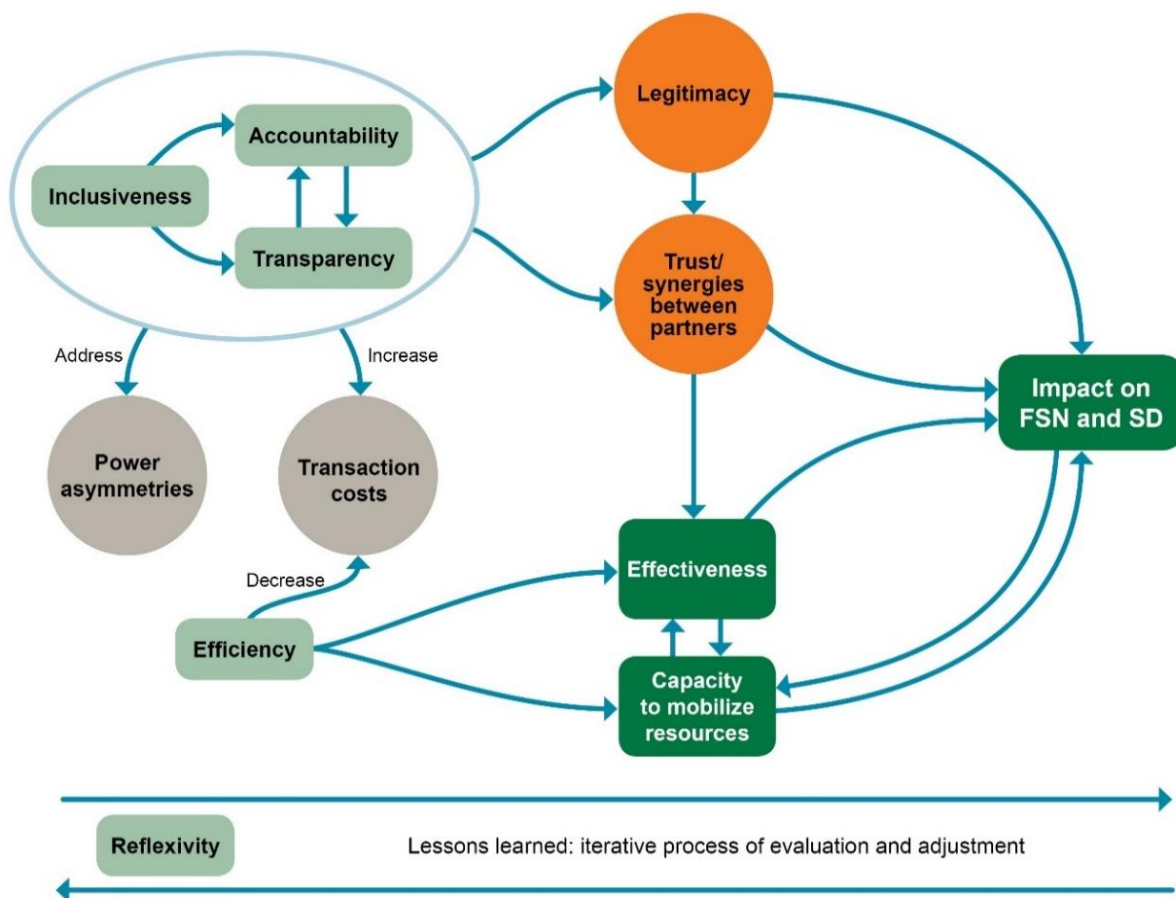 Legitimacy
Accountability
Inclusiveness
Transparency
Trust/
synergies
between
partners
Address
Increase
Impact on
FSN and SD
Power
asymmetries
Transaction
costs
Decrease
Effectiveness
Efficiency
Capacity
to mobilize
resources
Reflexivity
Lessons learned: iterative process of evaluation and adjustment